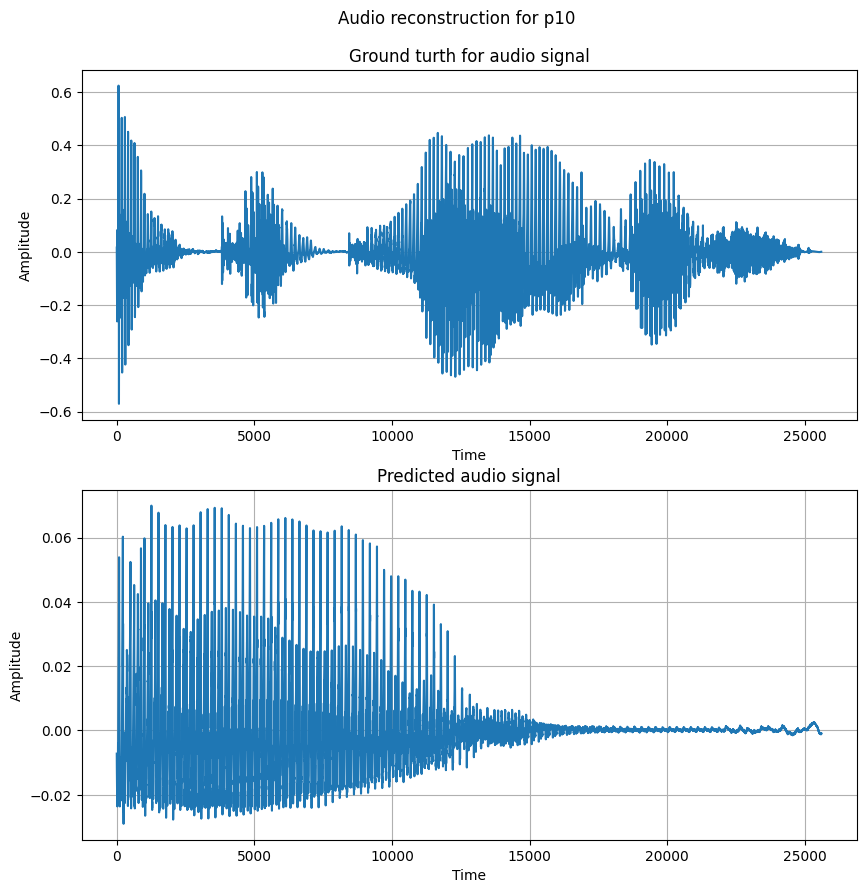 Audio reconstruction for p10
Ground turth for audio signal
0.6
0.4
0.2
0.0
−0.2
−0.4
−0.6
Amplitude
0 5000 10000 15000 20000 25000
Time
Predicted audio signal
0.06
0.04
0.02
0.00
−0.02
Amplitude
0 5000 10000 15000 20000 25000
Time